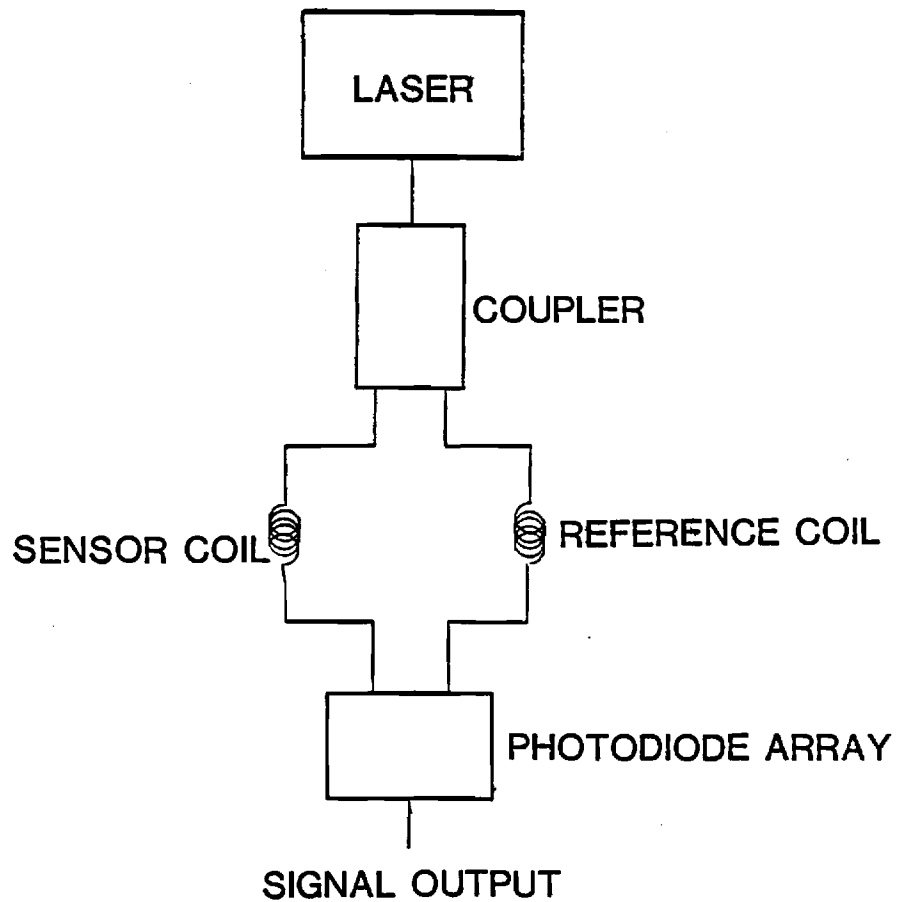 LASER
COUPLER
SENSOR COIL
REFERENCE COIL
PHOTODIODE ARRAY
SIGNAL OUTPUT